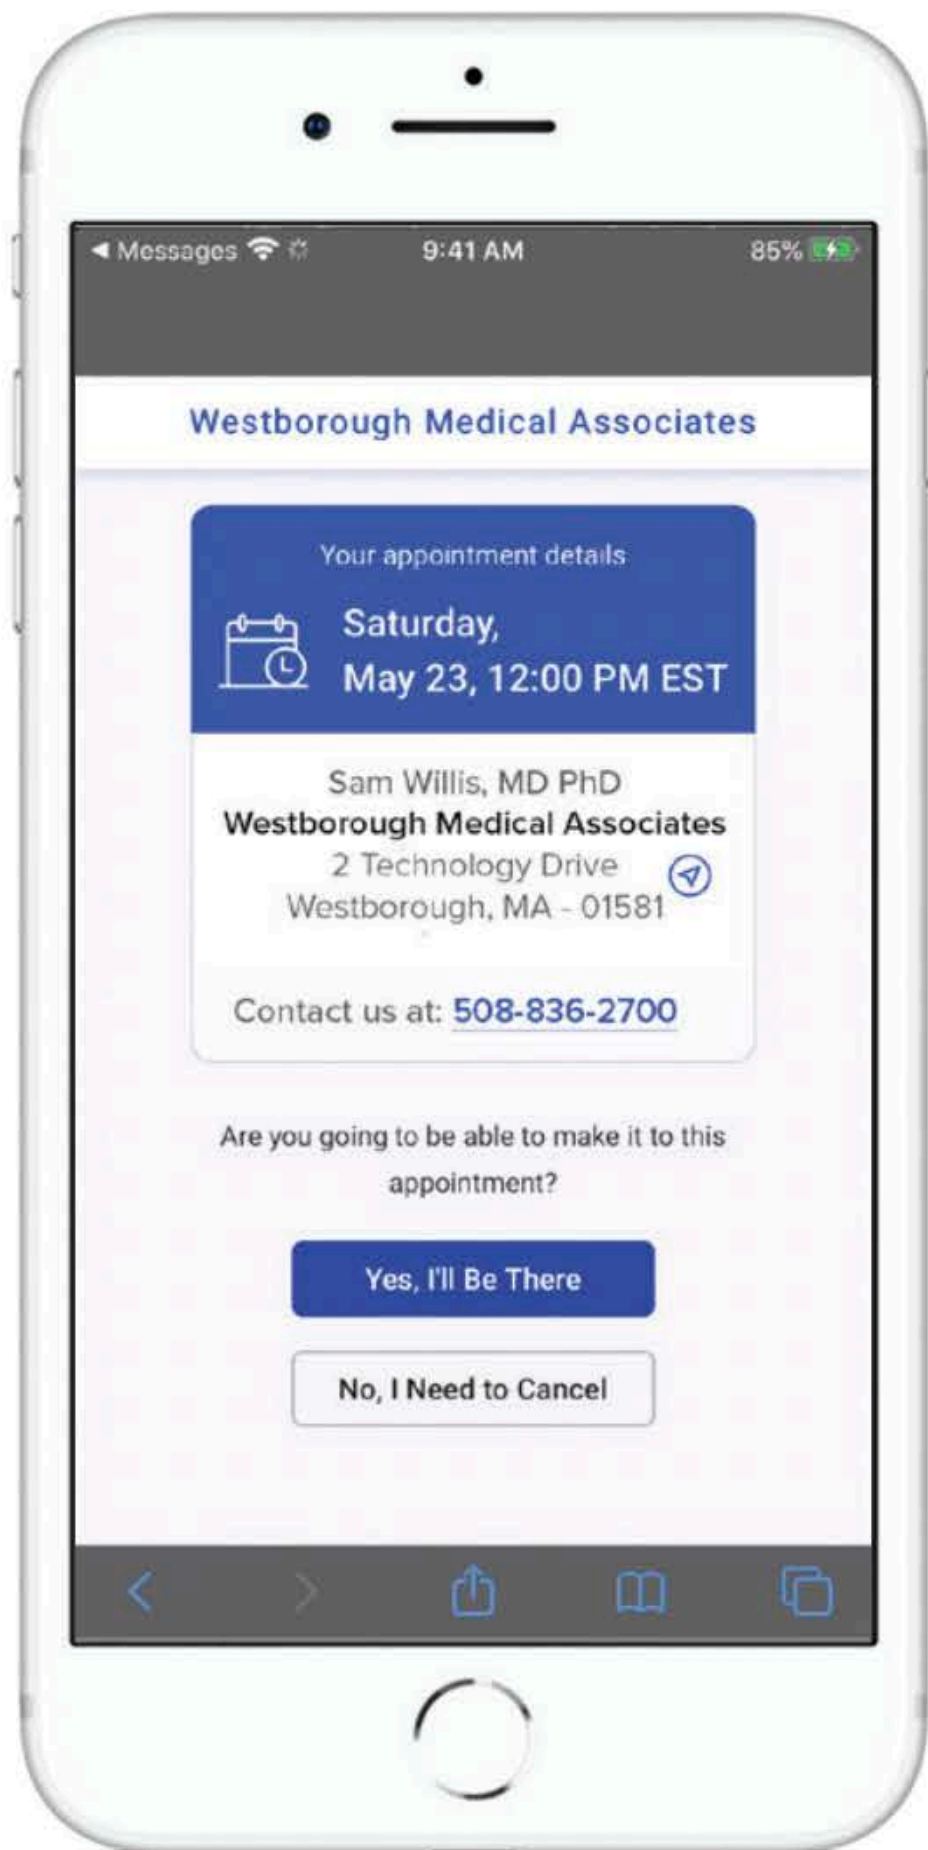 Messages 9:41 AM 85%
Westborough Medical Associates
Your appointment details
Saturday,
May 23, 12:00 PM EST
Sam Willis, MD PhD
Westborough Medical Associates
2 Technology Drive
Westborough, MA - 01581
Contact us at: 508-836-2700
Are you going to be able to make it to this
appointment?
Yes, I'll Be There
No, I Need to Cancel